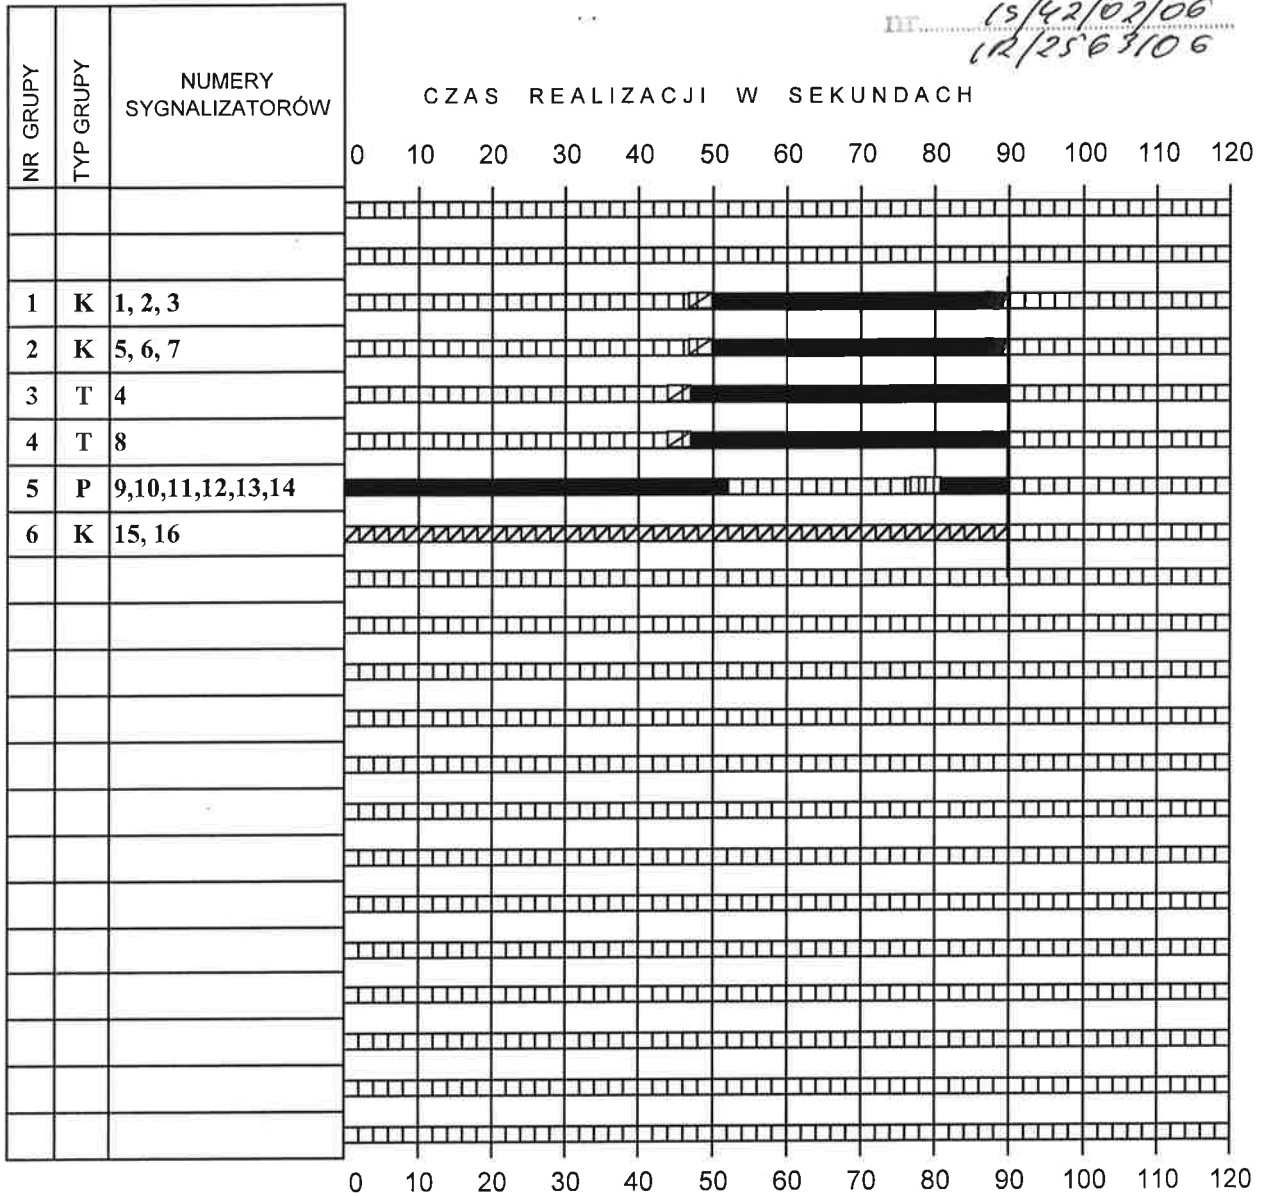 nr. 15/42/02/06
IR/2563/06
NR GRUPY
TYP GRUPY
NUMERY
SYGNALIZATORÓW
CZAS REALIZACJI W SEKUNDACH
0 10 20 30 40 50 60 70 80 90 100 110 120
1 K 1, 2, 3
2 K 5, 6, 7
3 T 4
4 T 8
5 P 9,10,11,12,13,14
6 K 15, 16
0 10 20 30 40 50 60 70 80 90 100 110 120